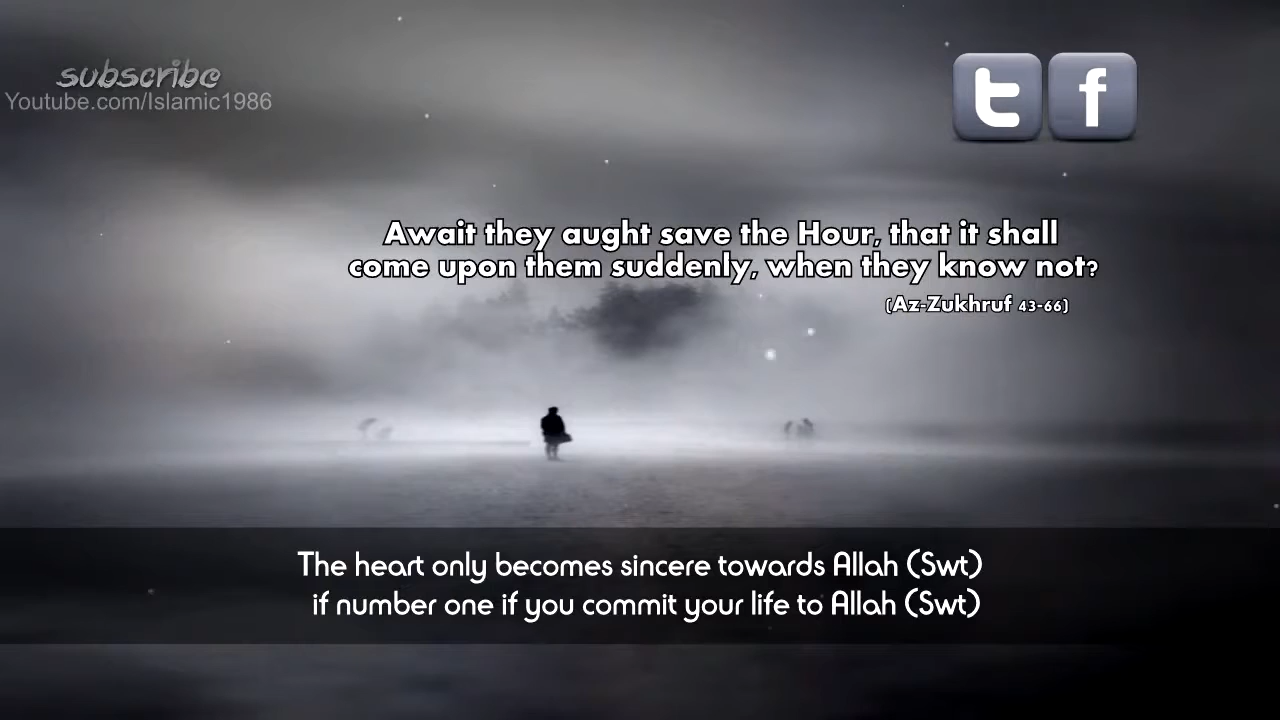 subscribe
Youtube.com/Islamic1986
t f
Await they aught save the Hour, that it shall
come upon them suddenly, when they know not?
(Az-Zukhruf 43-66)
The heart only becomes sincere towards Allah (Swt)
if number one if you commit your life to Allah (Swt)